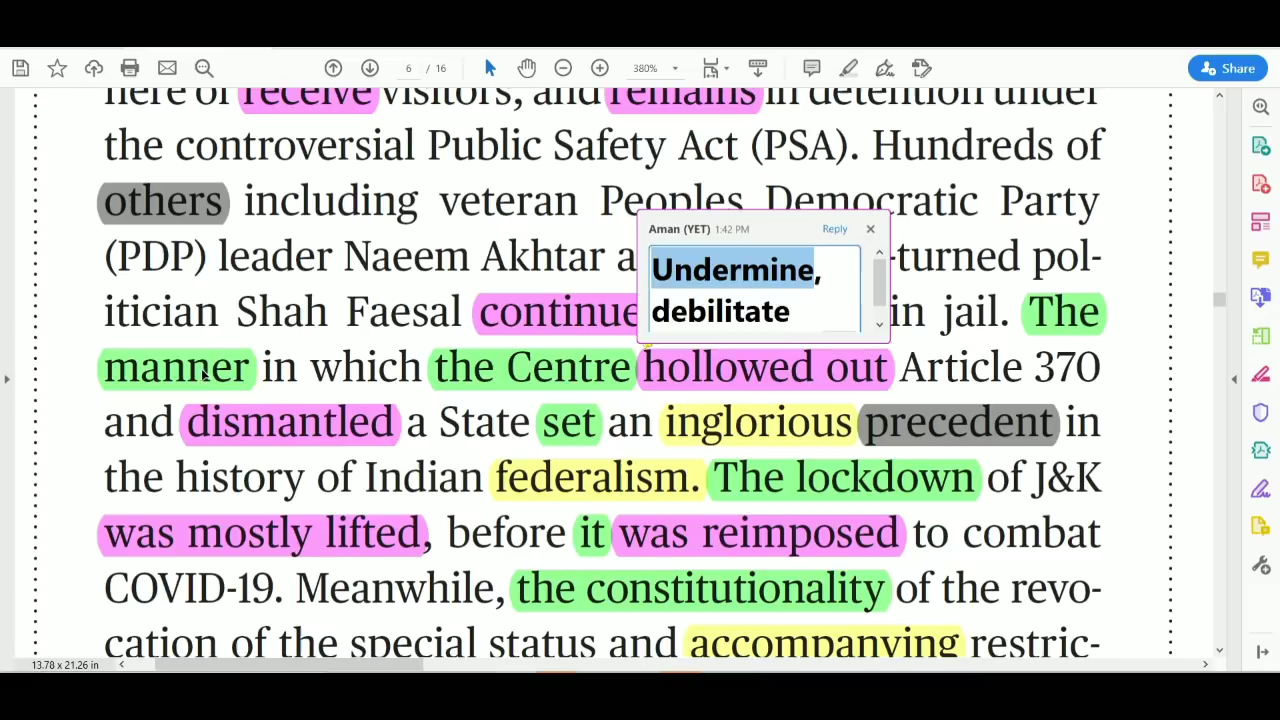 6 / 16
380%
Share
here or receive visitors, and remains in detention under
the controversial Public Safety Act (PSA). Hundreds of
others including veteran Peoples Democratic Party
(PDP) leader Naeem Akhtar a -turned pol-
itician Shah Faesal continue in jail. The
manner in which the Centre hollowed out Article 370
and dismantled a State set an inglorious precedent in
the history of Indian federalism. The lockdown of J&K
was mostly lifted, before it was reimposed to combat
COVID-19. Meanwhile, the constitutionality of the revo-
cation of the special status and accompanying restric-
Aman (YET) 1:42 PM Reply
Undermine,
debilitate
13.78 x 21.26 in